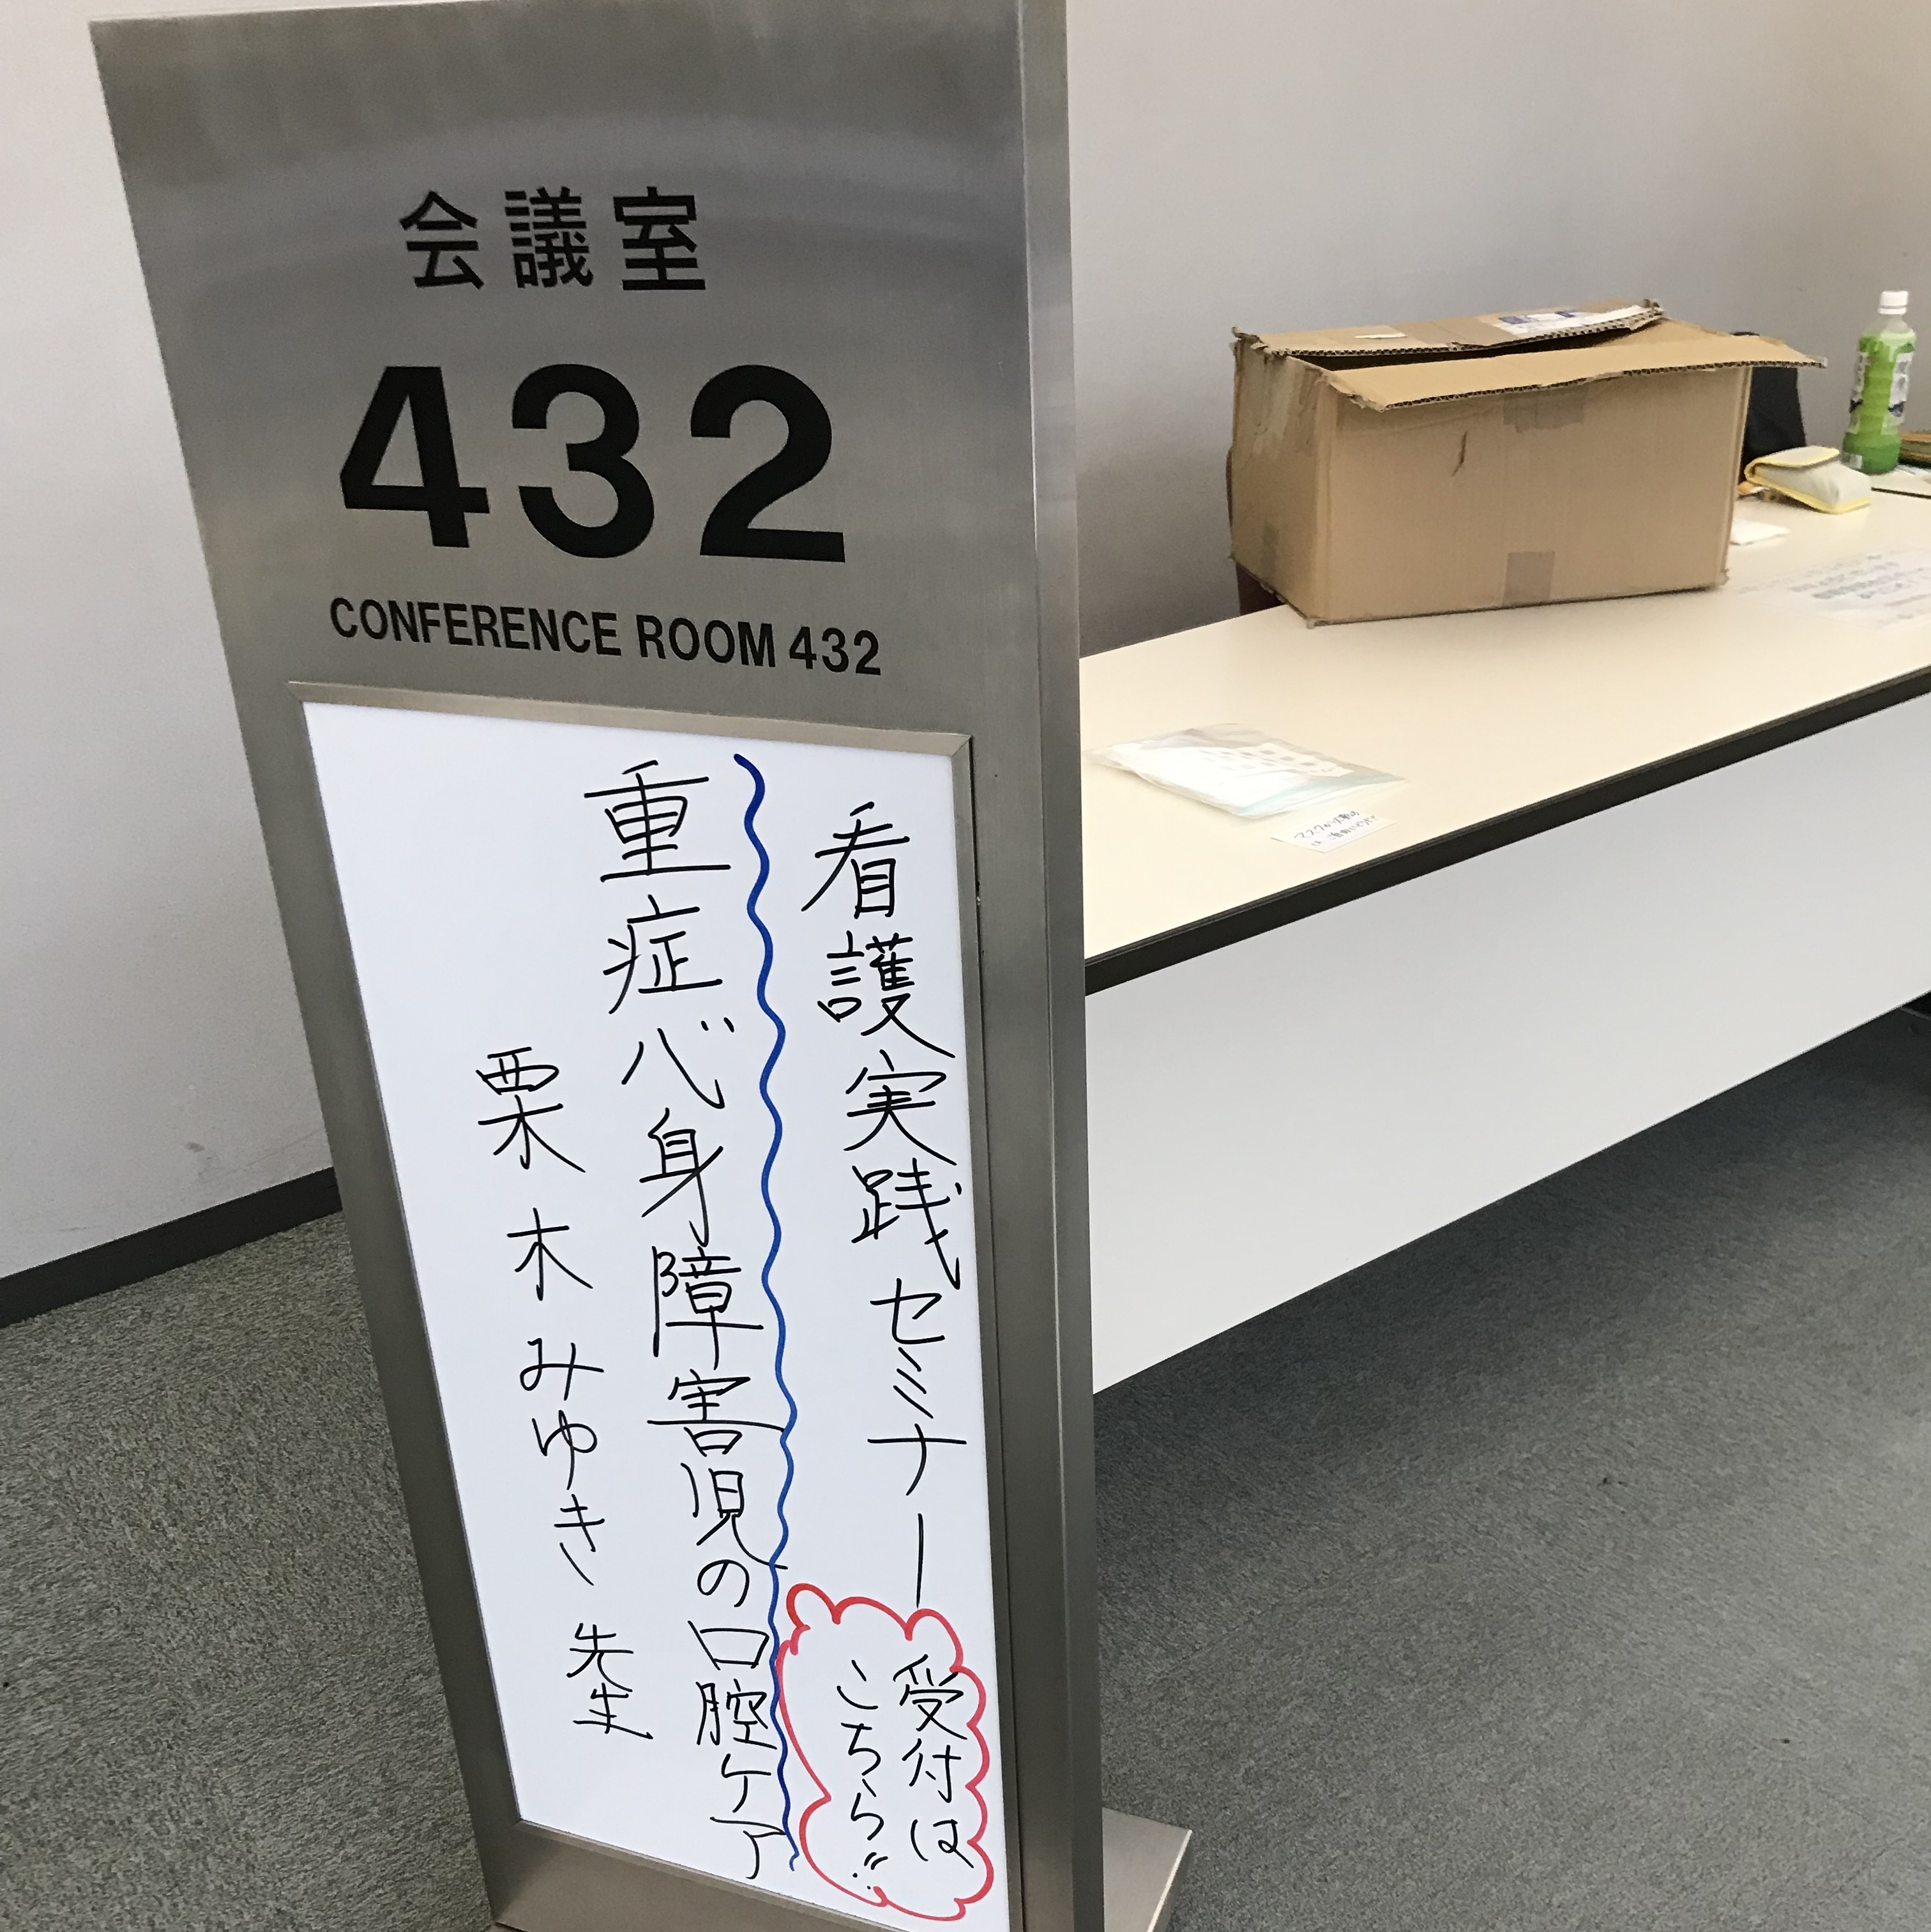 会議室
432
CONFERENCE ROOM 432
看護実践セミナー
受付は
こちら!!
重症心身障害児の口腔ケア
栗木みゆき 先生